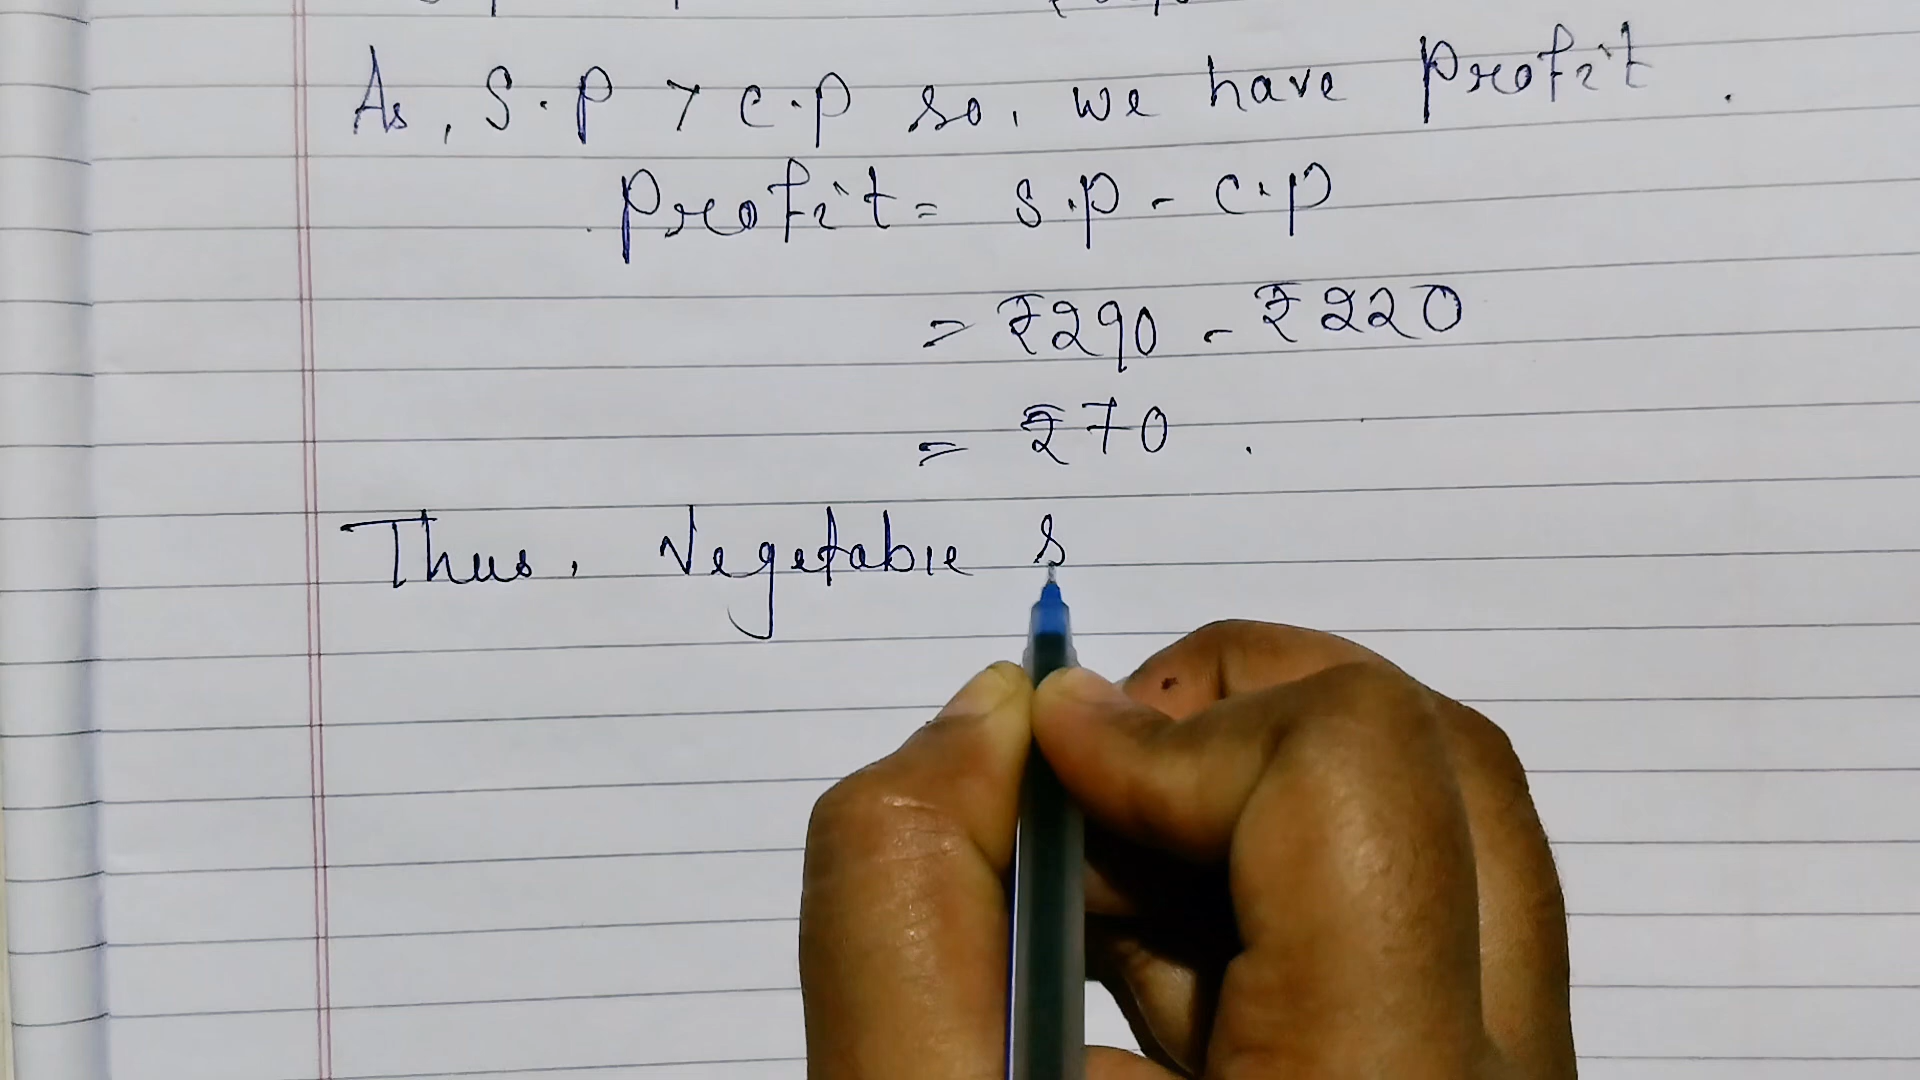 As, S.P > C.P so, we have Profit.
Profit = S.P - C.P
= ₹290 - ₹220
= ₹70.
Thus, Vegetable s